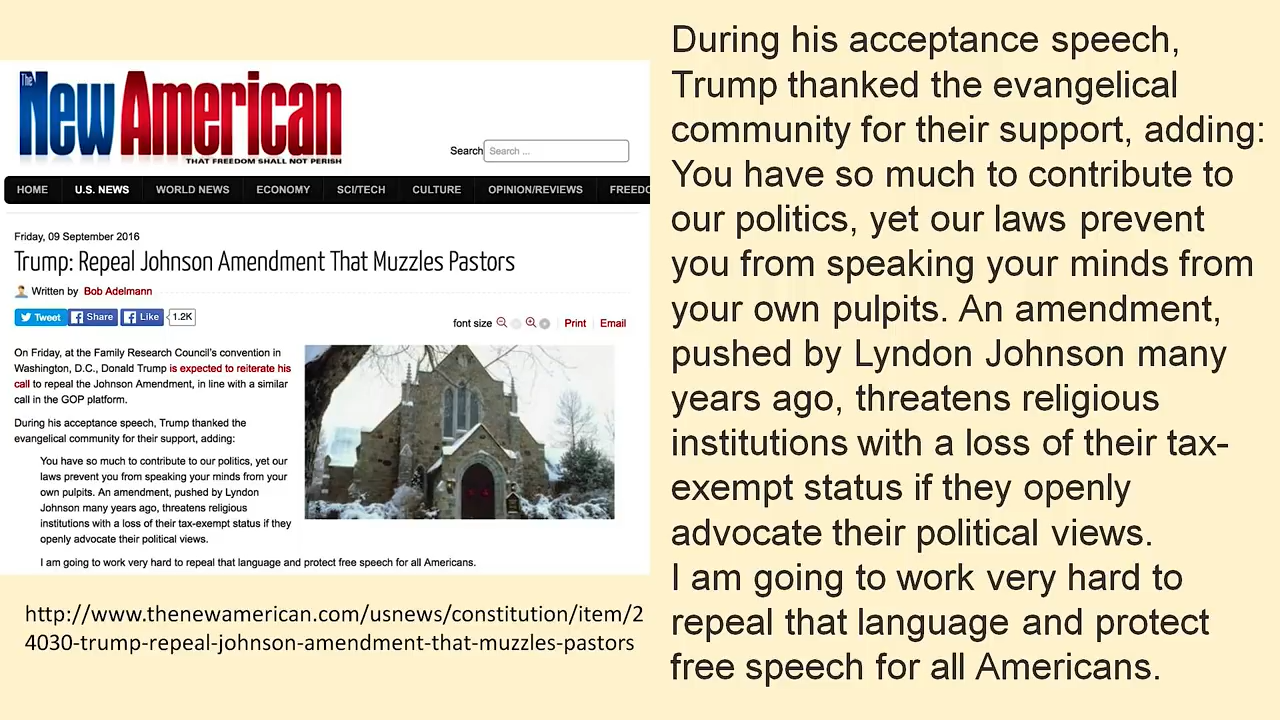 The New American
THAT FREEDOM SHALL NOT PERISH
Search Search ...
HOME U.S. NEWS WORLD NEWS ECONOMY SCI/TECH CULTURE OPINION/REVIEWS FREEDO
Friday, 09 September 2016
Trump: Repeal Johnson Amendment That Muzzles Pastors
Written by Bob Adelmann
Tweet Share Like 1.2K
font size Print Email
On Friday, at the Family Research Council's convention in
Washington, D.C., Donald Trump is expected to reiterate his
call to repeal the Johnson Amendment, in line with a similar
call in the GOP platform.
During his acceptance speech, Trump thanked the
evangelical community for their support, adding:
You have so much to contribute to our politics, yet our
laws prevent you from speaking your minds from your
own pulpits. An amendment, pushed by Lyndon
Johnson many years ago, threatens religious
institutions with a loss of their tax-exempt status if they
openly advocate their political views.
I am going to work very hard to repeal that language and protect free speech for all Americans.
http://www.thenewamerican.com/usnews/constitution/item/2
4030-trump-repeal-johnson-amendment-that-muzzles-pastors
During his acceptance speech,
Trump thanked the evangelical
community for their support, adding:
You have so much to contribute to
our politics, yet our laws prevent
you from speaking your minds from
your own pulpits. An amendment,
pushed by Lyndon Johnson many
years ago, threatens religious
institutions with a loss of their tax-
exempt status if they openly
advocate their political views.
I am going to work very hard to
repeal that language and protect
free speech for all Americans.